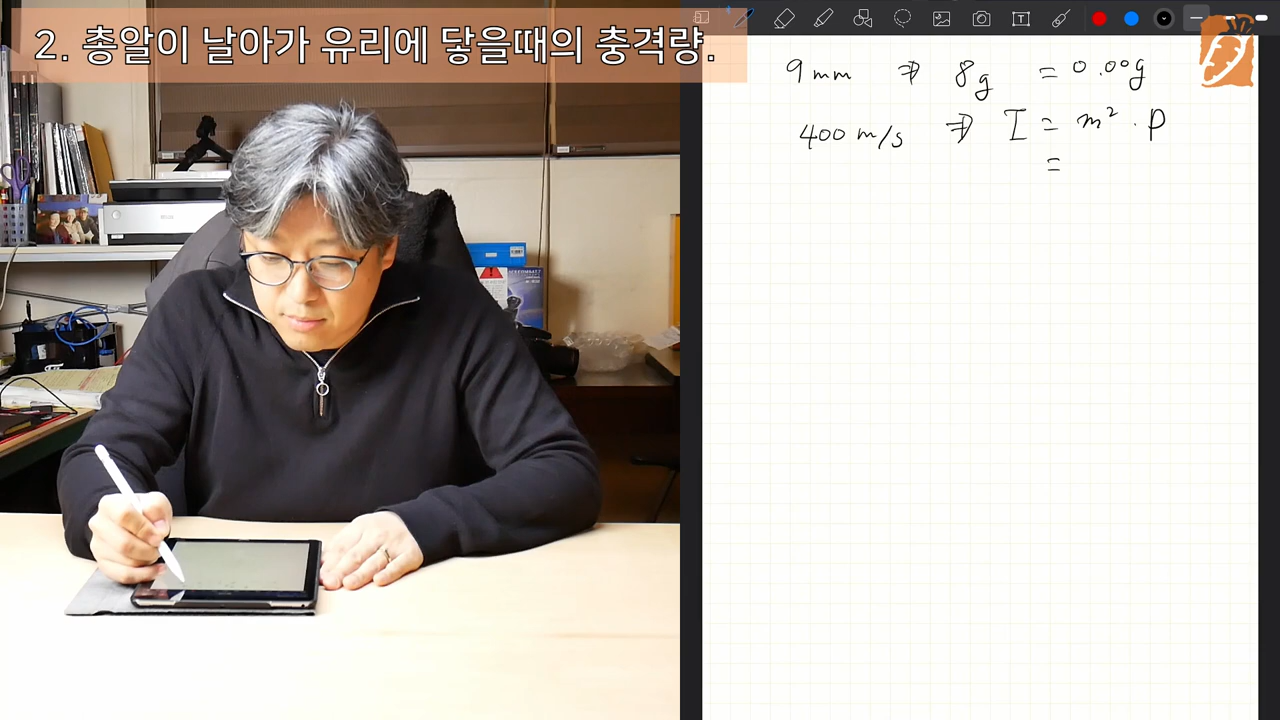 2. 총알이 날아가 유리에 닿을때의 충격량.
9mm ⇒ 8g = 0.00g
400 m/s ⇒ I = m² · P
=